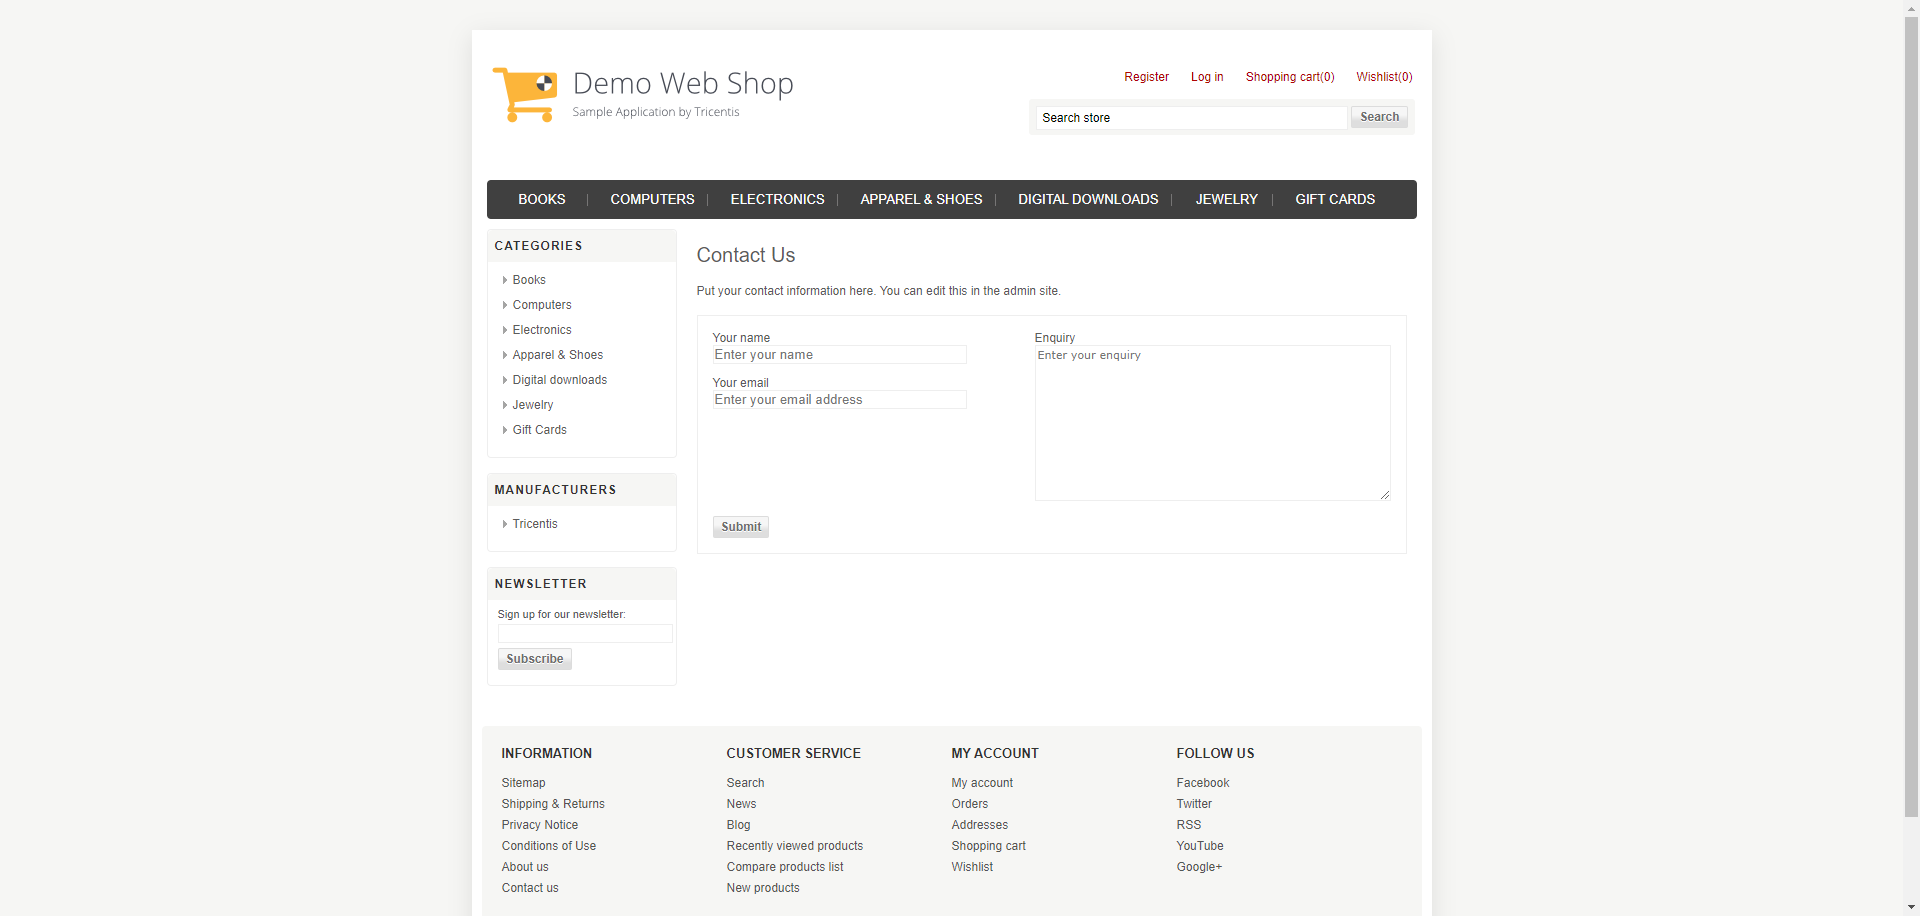 Demo Web Shop
Sample Application by Tricentis
Register Log in Shopping cart(0) Wishlist(0)
Search store Search
BOOKS COMPUTERS ELECTRONICS APPAREL & SHOES DIGITAL DOWNLOADS JEWELRY GIFT CARDS
CATEGORIES
Books
Computers
Electronics
Apparel & Shoes
Digital downloads
Jewelry
Gift Cards
MANUFACTURERS
Tricentis
NEWSLETTER
Sign up for our newsletter:
Subscribe
Contact Us
Put your contact information here. You can edit this in the admin site.
Your name
Enter your name
Your email
Enter your email address
Enquiry
Enter your enquiry
Submit
INFORMATION
Sitemap
Shipping & Returns
Privacy Notice
Conditions of Use
About us
Contact us
CUSTOMER SERVICE
Search
News
Blog
Recently viewed products
Compare products list
New products
MY ACCOUNT
My account
Orders
Addresses
Shopping cart
Wishlist
FOLLOW US
Facebook
Twitter
RSS
YouTube
Google+